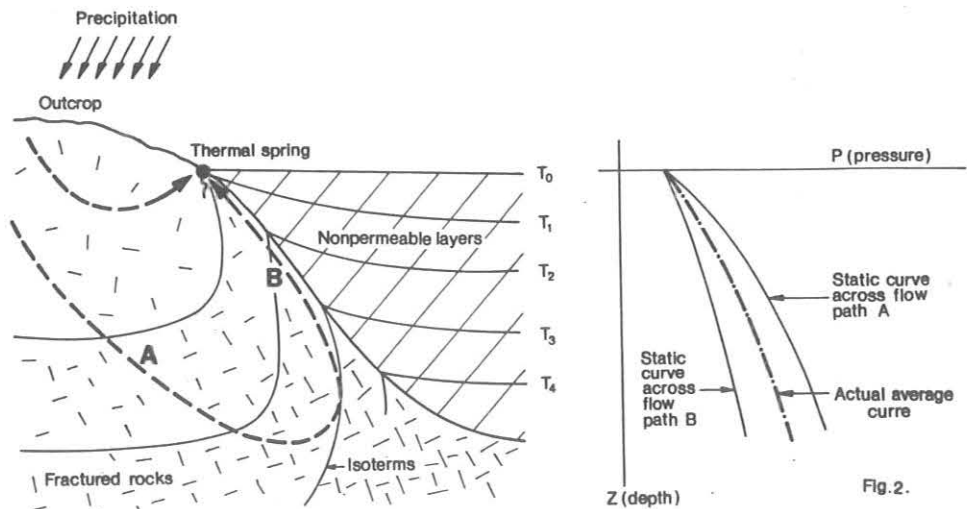 Precipitation
Outcrop
Thermal spring
T0
T1
Nonpermeable layers
T2
B
T3
A
T4
Isoterms
Fractured rocks
P (pressure)
Static curve
across flow
path A
Static
curve
across
flow
path B
Actual average
curre
Z (depth)
Fig.2.